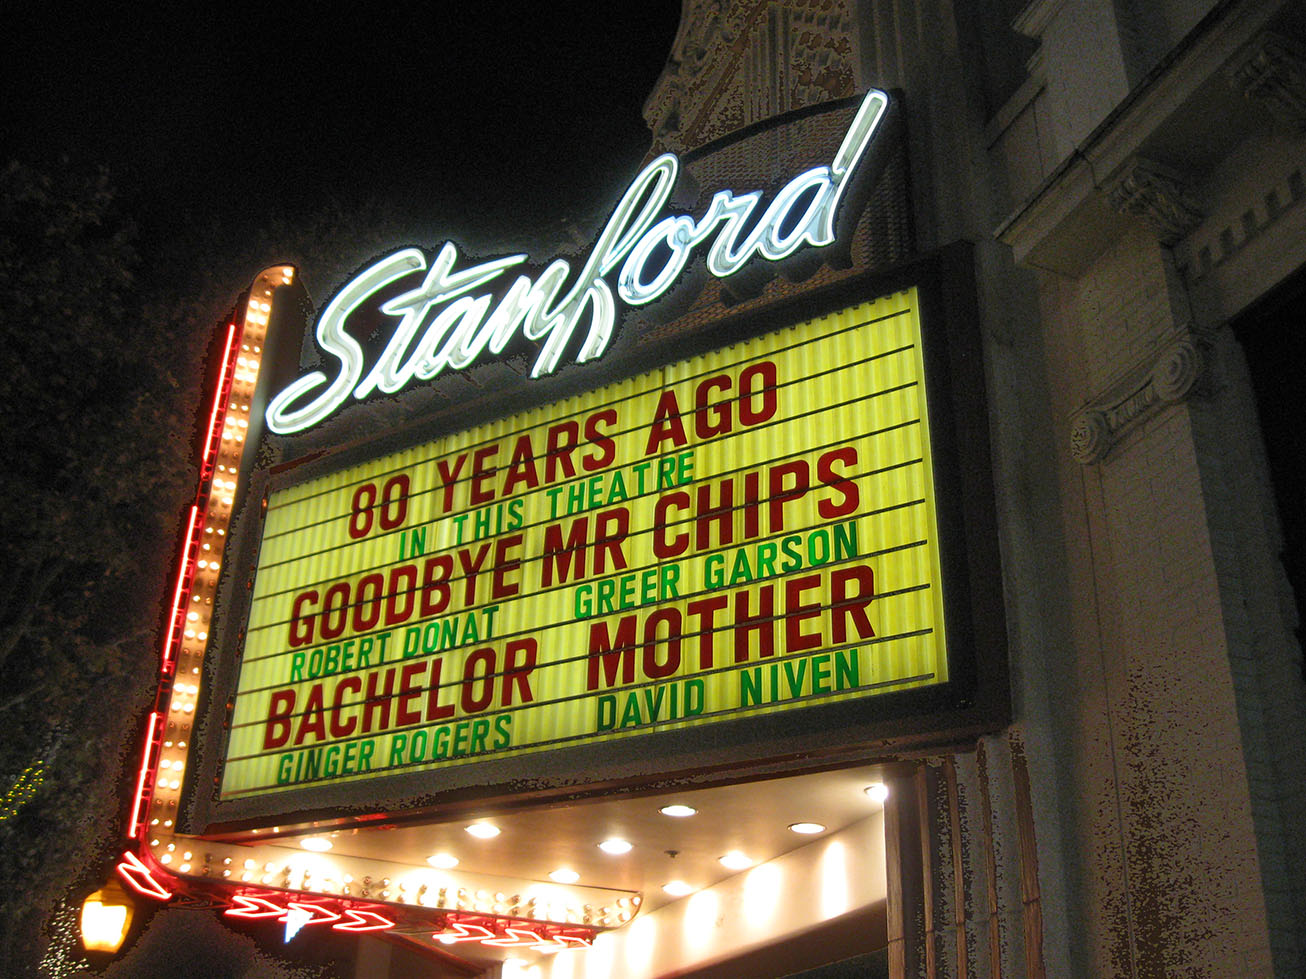 Stanford
80 YEARS AGO
IN THIS THEATRE
GOODBYE MR CHIPS
ROBERT DONAT GREER GARSON
BACHELOR MOTHER
GINGER ROGERS DAVID NIVEN